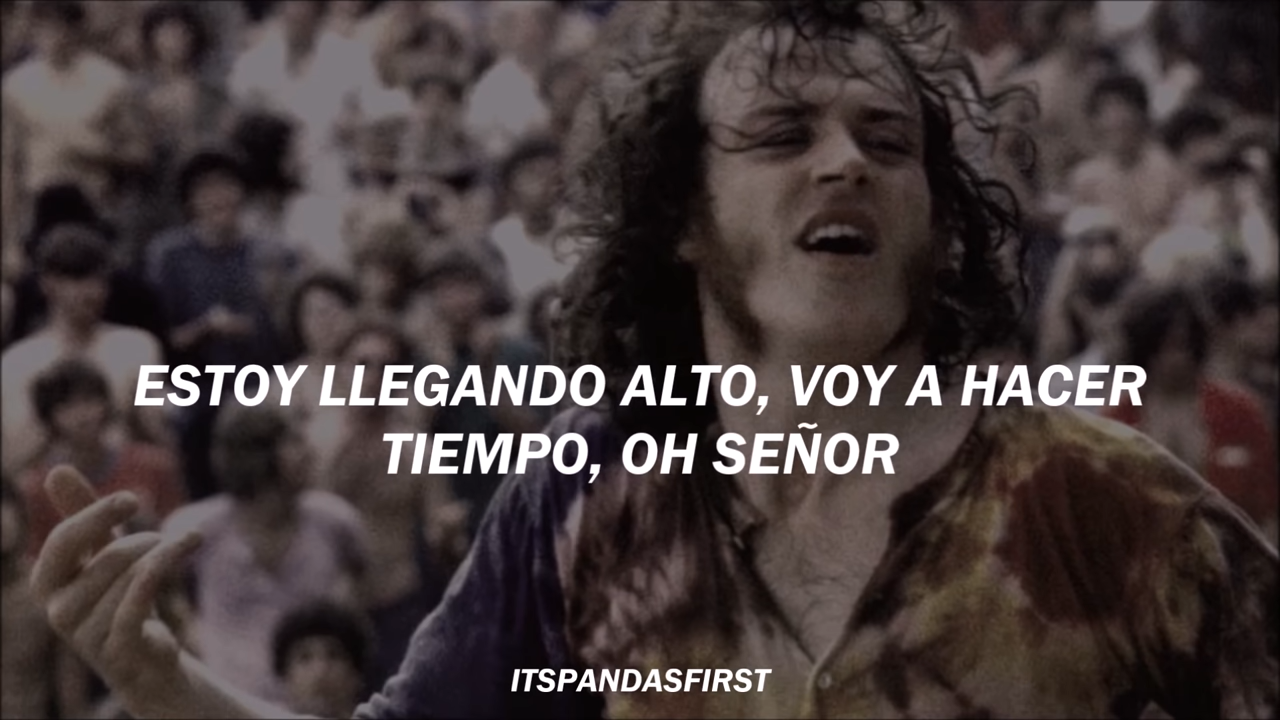 ESTOY LLEGANDO ALTO, VOY A HACER
TIEMPO, OH SEÑOR
ITSPANDASFIRST